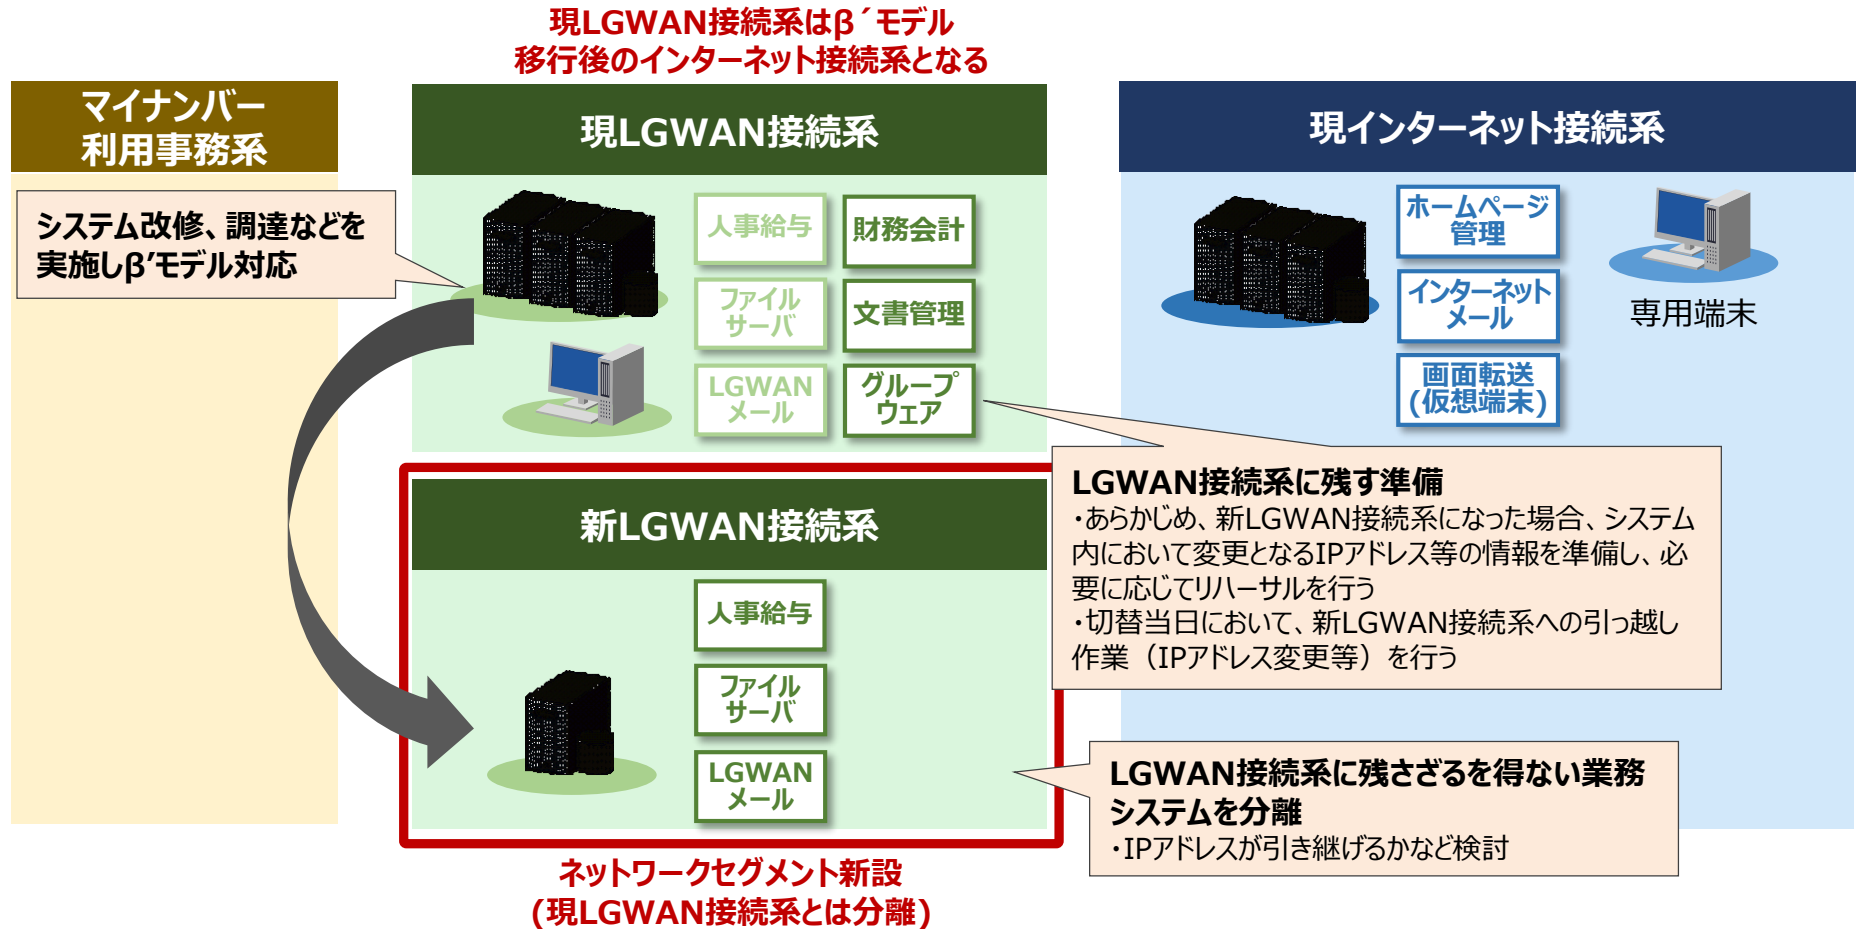 現LGWAN接続系はβ´モデル
移行後のインターネット接続系となる
マイナンバー
利用事務系
現LGWAN接続系
現インターネット接続系
システム改修、調達などを
実施しβ’モデル対応
人事給与
財務会計
ファイル
サーバ
文書管理
LGWAN
メール
グループ
ウェア
ホームページ
管理
インターネット
メール
画面転送
(仮想端末)
専用端末
LGWAN接続系に残す準備
・あらかじめ、新LGWAN接続系になった場合、システム
内において変更となるIPアドレス等の情報を準備し、必
要に応じてリハーサルを行う
・切替当日において、新LGWAN接続系への引っ越し
作業（IPアドレス変更等）を行う
新LGWAN接続系
人事給与
ファイル
サーバ
LGWAN
メール
LGWAN接続系に残さざるを得ない業務
システムを分離
・IPアドレスが引き継げるかなど検討
ネットワークセグメント新設
(現LGWAN接続系とは分離)